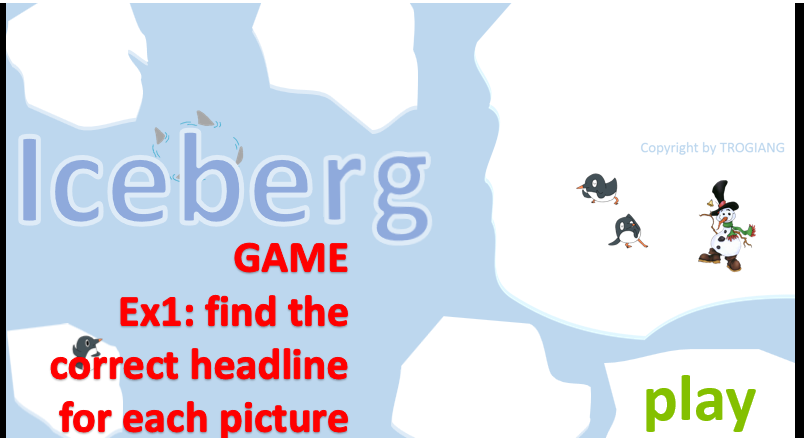 Copyright by TROGIANG
Iceberg
GAME
Ex1: find the
correct headline
for each picture
play